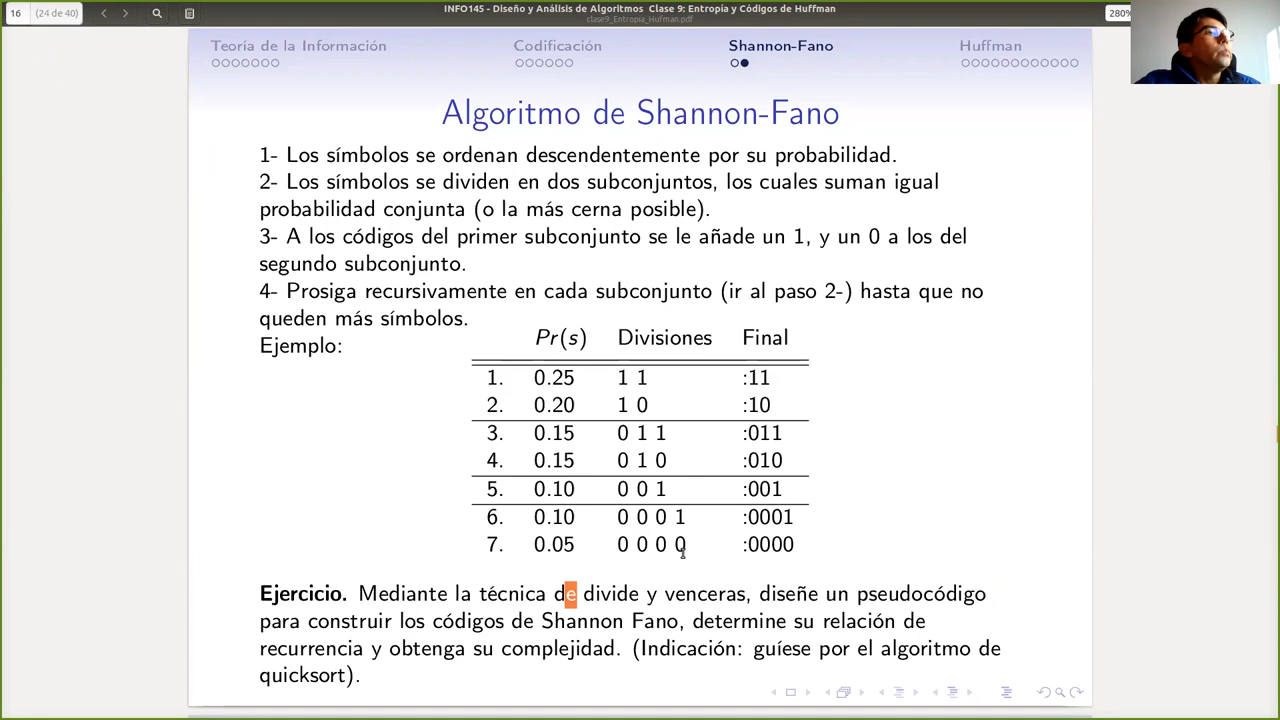 16 (24 de 40)
INFO145 - Diseño y Análisis de Algoritmos Clase 9: Entropía y Códigos de Huffman
clase9_Entropia_Hufman.pdf
280%
Teoría de la Información Codificación Shannon-Fano Huffman
Algoritmo de Shannon-Fano
1- Los símbolos se ordenan descendentemente por su probabilidad.
2- Los símbolos se dividen en dos subconjuntos, los cuales suman igual
probabilidad conjunta (o la más cerna posible).
3- A los códigos del primer subconjunto se le añade un 1, y un 0 a los del
segundo subconjunto.
4- Prosiga recursivamente en cada subconjunto (ir al paso 2-) hasta que no
queden más símbolos.
Ejemplo:
Pr(s) Divisiones Final
1. 0.25 1 1 :11
2. 0.20 1 0 :10
3. 0.15 0 1 1 :011
4. 0.15 0 1 0 :010
5. 0.10 0 0 1 :001
6. 0.10 0 0 0 1 :0001
7. 0.05 0 0 0 0 :0000
Ejercicio. Mediante la técnica de divide y venceras, diseñe un pseudocódigo
para construir los códigos de Shannon Fano, determine su relación de
recurrencia y obtenga su complejidad. (Indicación: guíese por el algoritmo de
quicksort).